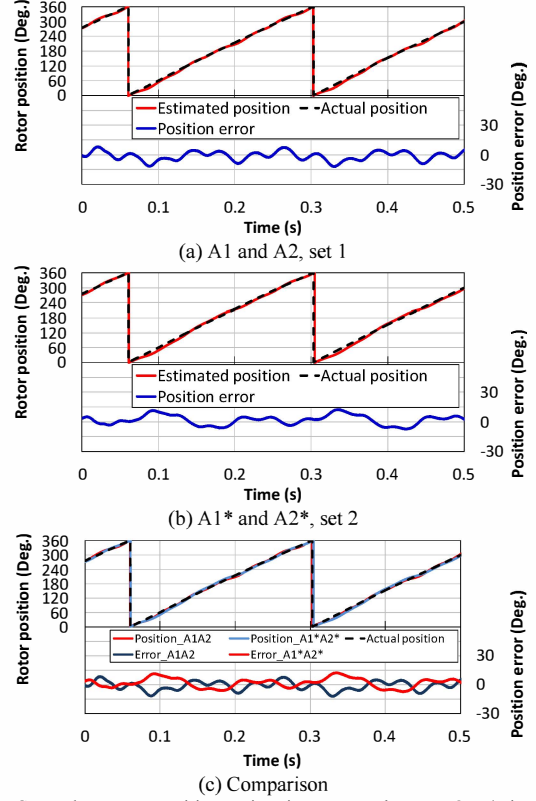 Rotor position (Deg.)
360
300
240
180
120
60
0
Estimated position
Actual position
Position error
30
0
-30
Position error (Deg.)
0
0.1
0.2
0.3
0.4
0.5
Time (s)
(a) A1 and A2, set 1
Rotor position (Deg.)
360
300
240
180
120
60
0
Estimated position
Actual position
Position error
30
0
-30
Position error (Deg.)
0
0.1
0.2
0.3
0.4
0.5
Time (s)
(b) A1* and A2*, set 2
Rotor position (Deg.)
360
300
240
180
120
60
0
Position_A1A2
Position_A1*A2*
Actual position
Error_A1A2
Error_A1*A2*
30
0
-30
Position error (Deg.)
0
0.1
0.2
0.3
0.4
0.5
Time (s)
(c) Comparison